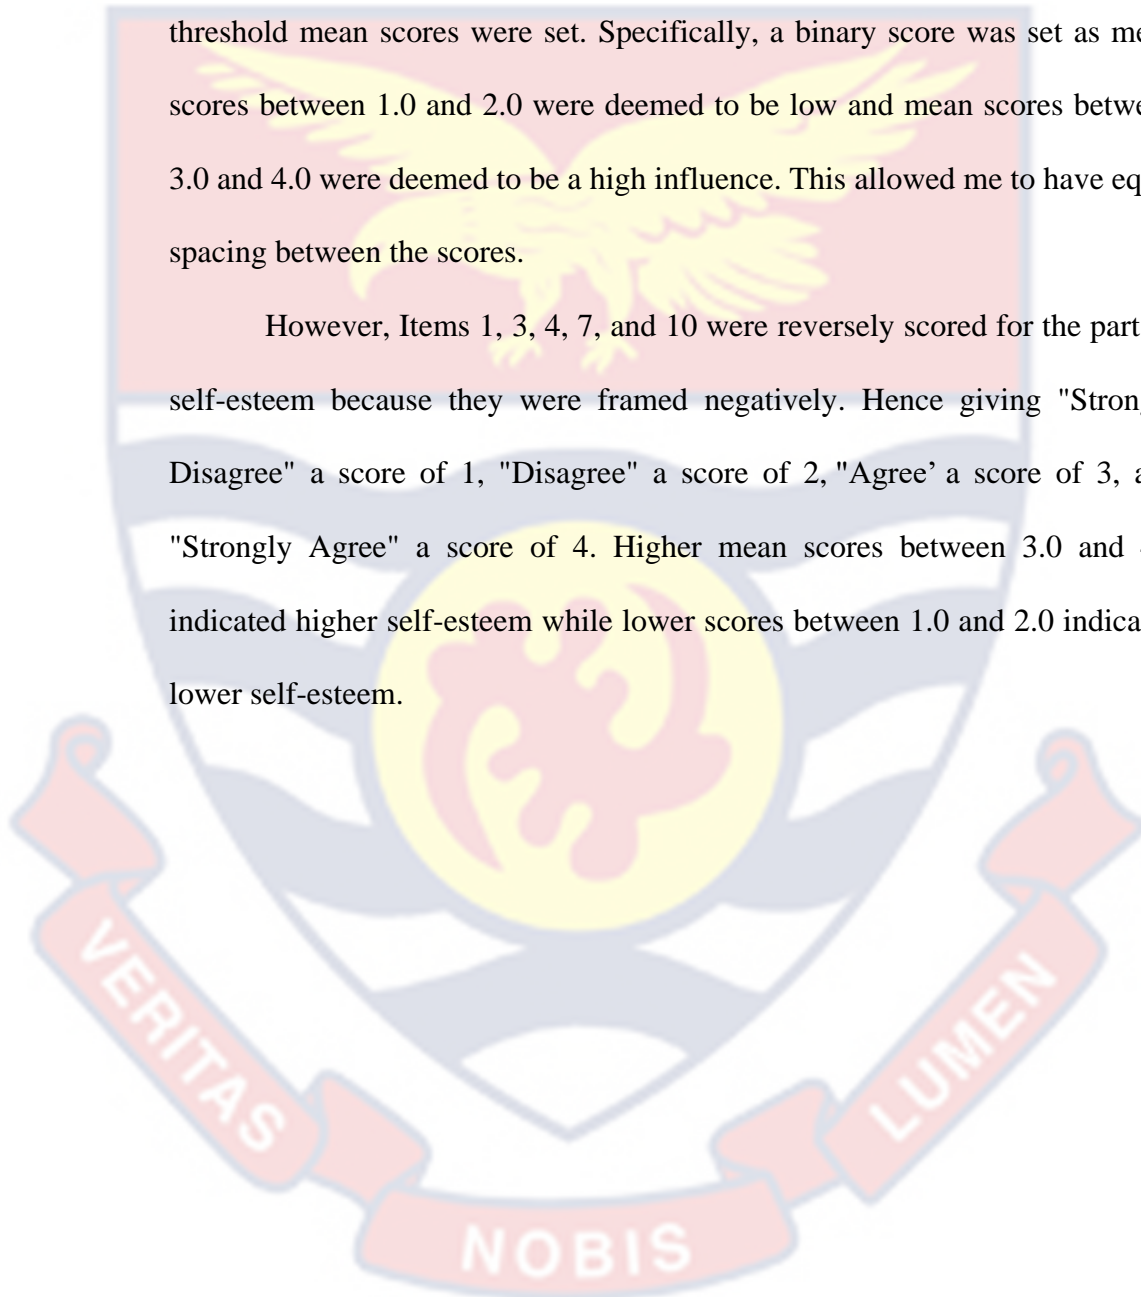 threshold mean scores were set. Specifically, a binary score was set as me
scores between 1.0 and 2.0 were deemed to be low and mean scores betwe
3.0 and 4.0 were deemed to be a high influence. This allowed me to have eq
spacing between the scores.
However, Items 1, 3, 4, 7, and 10 were reversely scored for the part
self-esteem because they were framed negatively. Hence giving "Strong
Disagree" a score of 1, "Disagree" a score of 2, "Agree’ a score of 3, a
"Strongly Agree" a score of 4. Higher mean scores between 3.0 and
indicated higher self-esteem while lower scores between 1.0 and 2.0 indica
lower self-esteem.
VERITAS
NOBIS
LUMEN